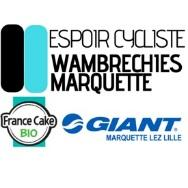 ESPOIR CYCLISTE
WAMBRECHIES
MARQUETTE
France Cake
BIO
GIANT
MARQUETTE LEZ LILLE